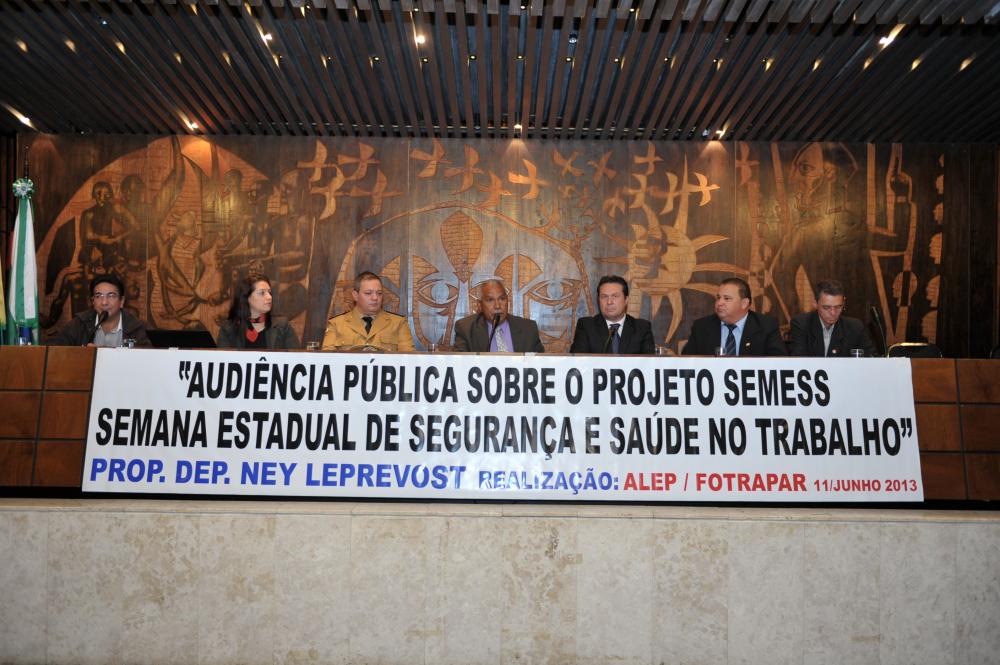 "AUDIÊNCIA PÚBLICA SOBRE O PROJETO SEMESS
SEMANA ESTADUAL DE SEGURANÇA E SAÚDE NO TRABALHO"
PROP. DEP. NEY LEPREVOST REALIZAÇÃO: ALEP / FOTRAPAR 11/JUNHO 2013